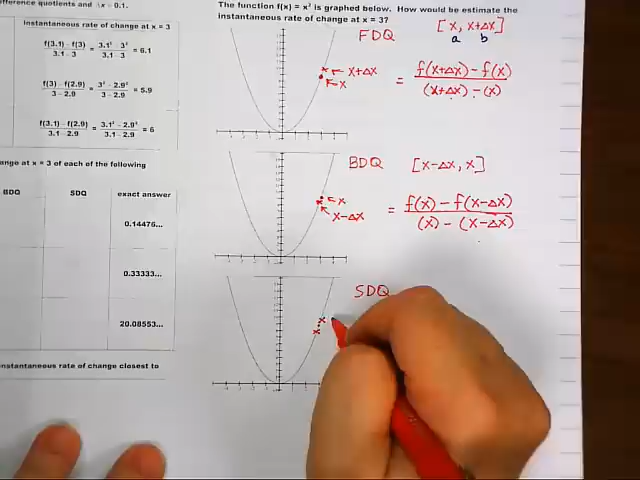 difference quotients and
x = 0.1.
instantaneous rate of change at x = 3
f(3.1) – f(3) / 3.1 – 3 = 3.1² – 3² / 3.1 – 3 = 6.1
f(3) – f(2.9) / 3 – 2.9 = 3² – 2.9² / 3 – 2.9 = 5.9
f(3.1) – f(2.9) / 3.1 – 2.9 = 3.1² – 2.9² / 3.1 – 2.9 = 6
ange at x = 3 of each of the following
BDQ SDQ exact answer
0.14476...
0.33333...
20.08553...
instantaneous rate of change closest to
The function f(x) = x² is graphed below. How would be estimate the
instantaneous rate of change at x = 3?
[x, x+Δx]
a b
FDQ
x+Δx
x
= f(x+Δx) – f(x) / (x+Δx) – (x)
BDQ [x–Δx, x]
x
x–Δx
= f(x) – f(x–Δx) / (x) – (x–Δx)
SDQ